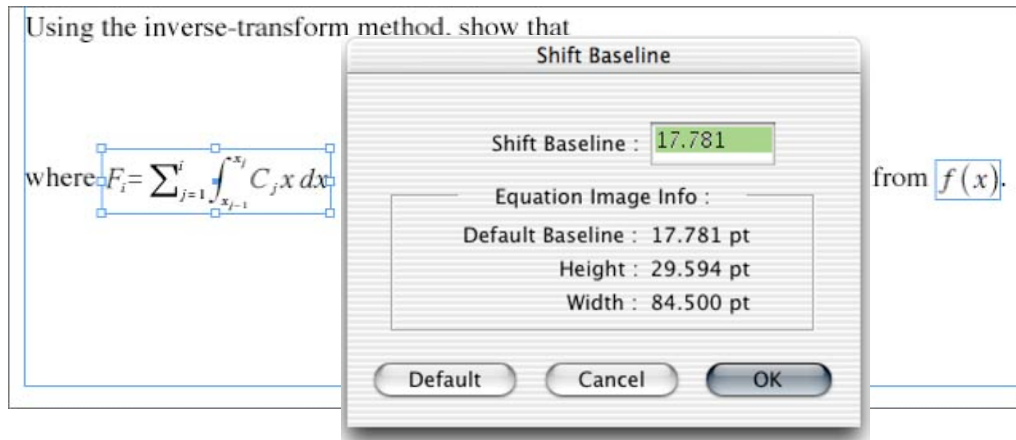 Using the inverse-transform method, show that
where F_i = ∑_{j=1}^{i} ∫_{x_{j-1}}^{x_j} C_j x dx
from f(x).
Shift Baseline
Shift Baseline : 17.781
Equation Image Info :
Default Baseline : 17.781 pt
Height : 29.594 pt
Width : 84.500 pt
Default Cancel OK